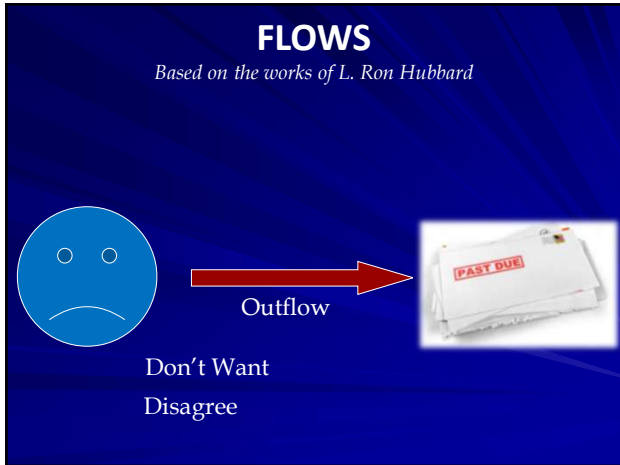 FLOWS
Based on the works of L. Ron Hubbard
PAST DUE
Outflow
Don't Want
Disagree